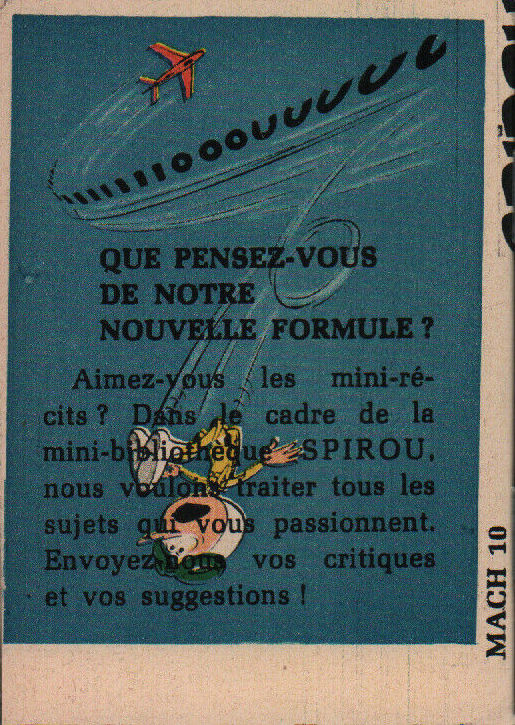 QUE PENSEZ-VOUS
DE NOTRE
NOUVELLE FORMULE ?
Aimez-vous les mini-ré-
cits ? Dans le cadre de la
mini-bibliothèque SPIROU,
nous voulons traiter tous les
sujets qui vous passionnent.
Envoyez-nous vos critiques
et vos suggestions !
MACH 10